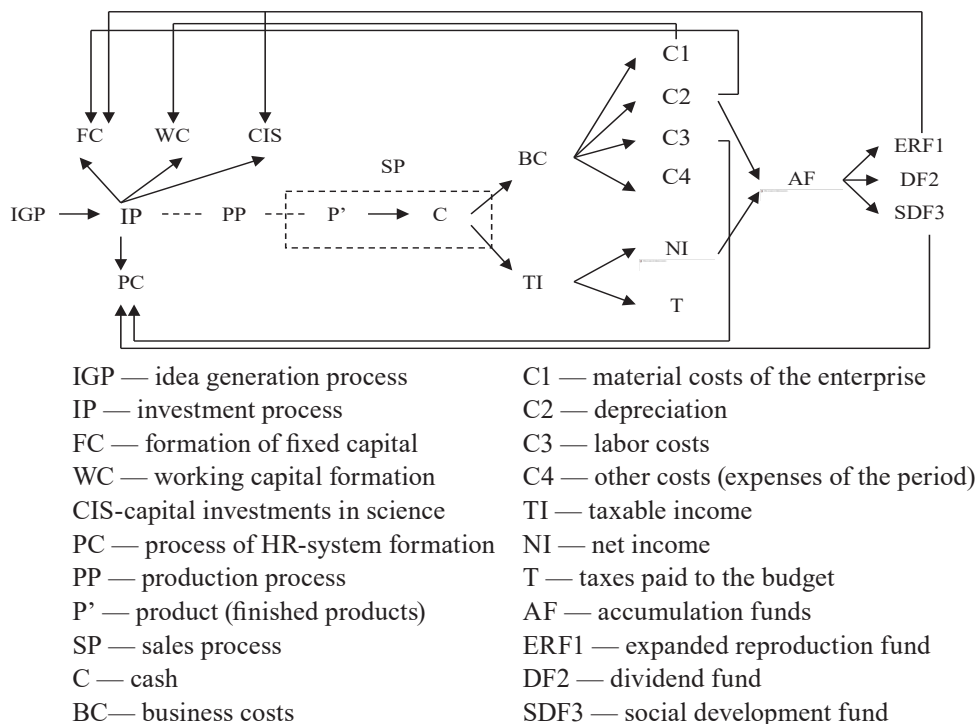 C1
C2
FC
WC
CIS
C3
ERF1
SP
BC
C4
AF
DF2
IGP
IP
PP
P’
C
SDF3
NI
PC
TI
T
IGP — idea generation process
IP — investment process
FC — formation of fixed capital
WC — working capital formation
CIS-capital investments in science
PC — process of HR-system formation
PP — production process
P’ — product (finished products)
SP — sales process
C — cash
BC— business costs
C1 — material costs of the enterprise
C2 — depreciation
C3 — labor costs
C4 — other costs (expenses of the period)
TI — taxable income
NI — net income
T — taxes paid to the budget
AF — accumulation funds
ERF1 — expanded reproduction fund
DF2 — dividend fund
SDF3 — social development fund